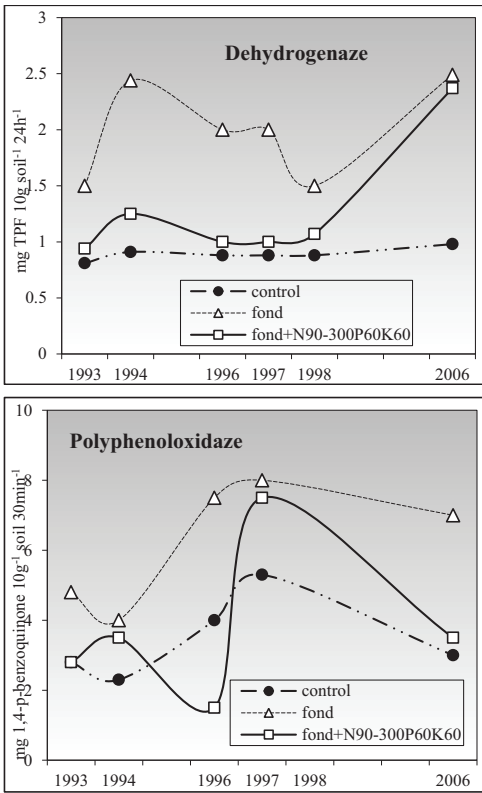 Dehydrogenaze
mg TPF 10g soil⁻¹ 24h⁻¹
3
2.5
2
1.5
1
0.5
0
control
fond
fond+N90-300P60K60
1993 1994 1996 1997 1998 2006
Polyphenoloxidaze
mg 1,4-p-benzoquinone 10g⁻¹ soil 30min⁻¹
10
8
6
4
2
0
control
fond
fond+N90-300P60K60
1993 1994 1996 1997 1998 2006